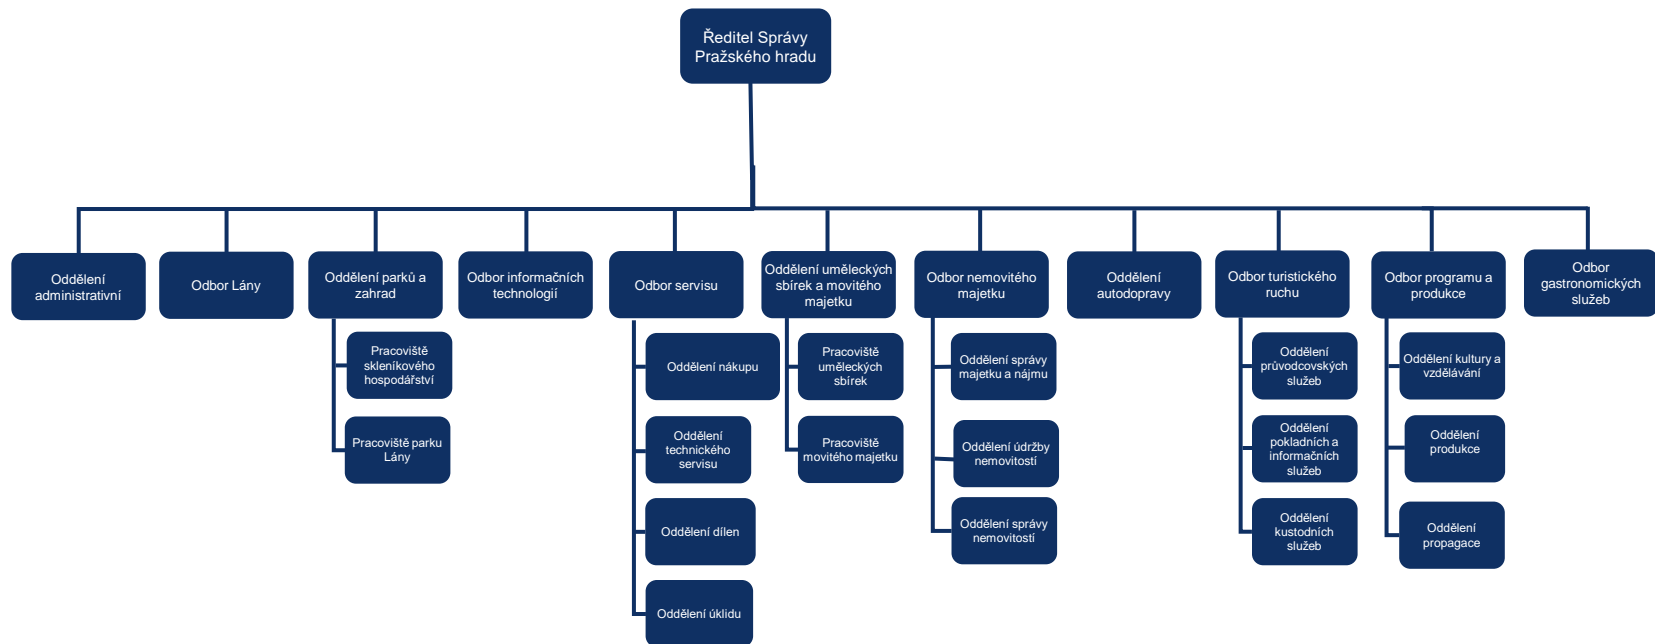 Ředitel Správy
Pražského hradu
Oddělení
administrativní
Odbor Lány
Oddělení parků a
zahrad
Odbor informačních
technologií
Odbor servisu
Oddělení uměleckých
sbírek a movitého
majetku
Odbor nemovitého
majetku
Oddělení
autodopravy
Odbor turistického
ruchu
Odbor programu a
produkce
Odbor
gastronomických
služeb
Pracoviště
skleníkového
hospodářství
Pracoviště parku
Lány
Oddělení nákupu
Oddělení
technického
servisu
Oddělení dílen
Oddělení úklidu
Pracoviště
uměleckých
sbírek
Pracoviště
movitého majetku
Oddělení správy
majetku a nájmu
Oddělení údržby
nemovitostí
Oddělení správy
nemovitostí
Oddělení
průvodcovských
služeb
Oddělení
pokladních a
informačních
služeb
Oddělení
kustodních
služeb
Oddělení kultury a
vzdělávání
Oddělení
produkce
Oddělení
propagace